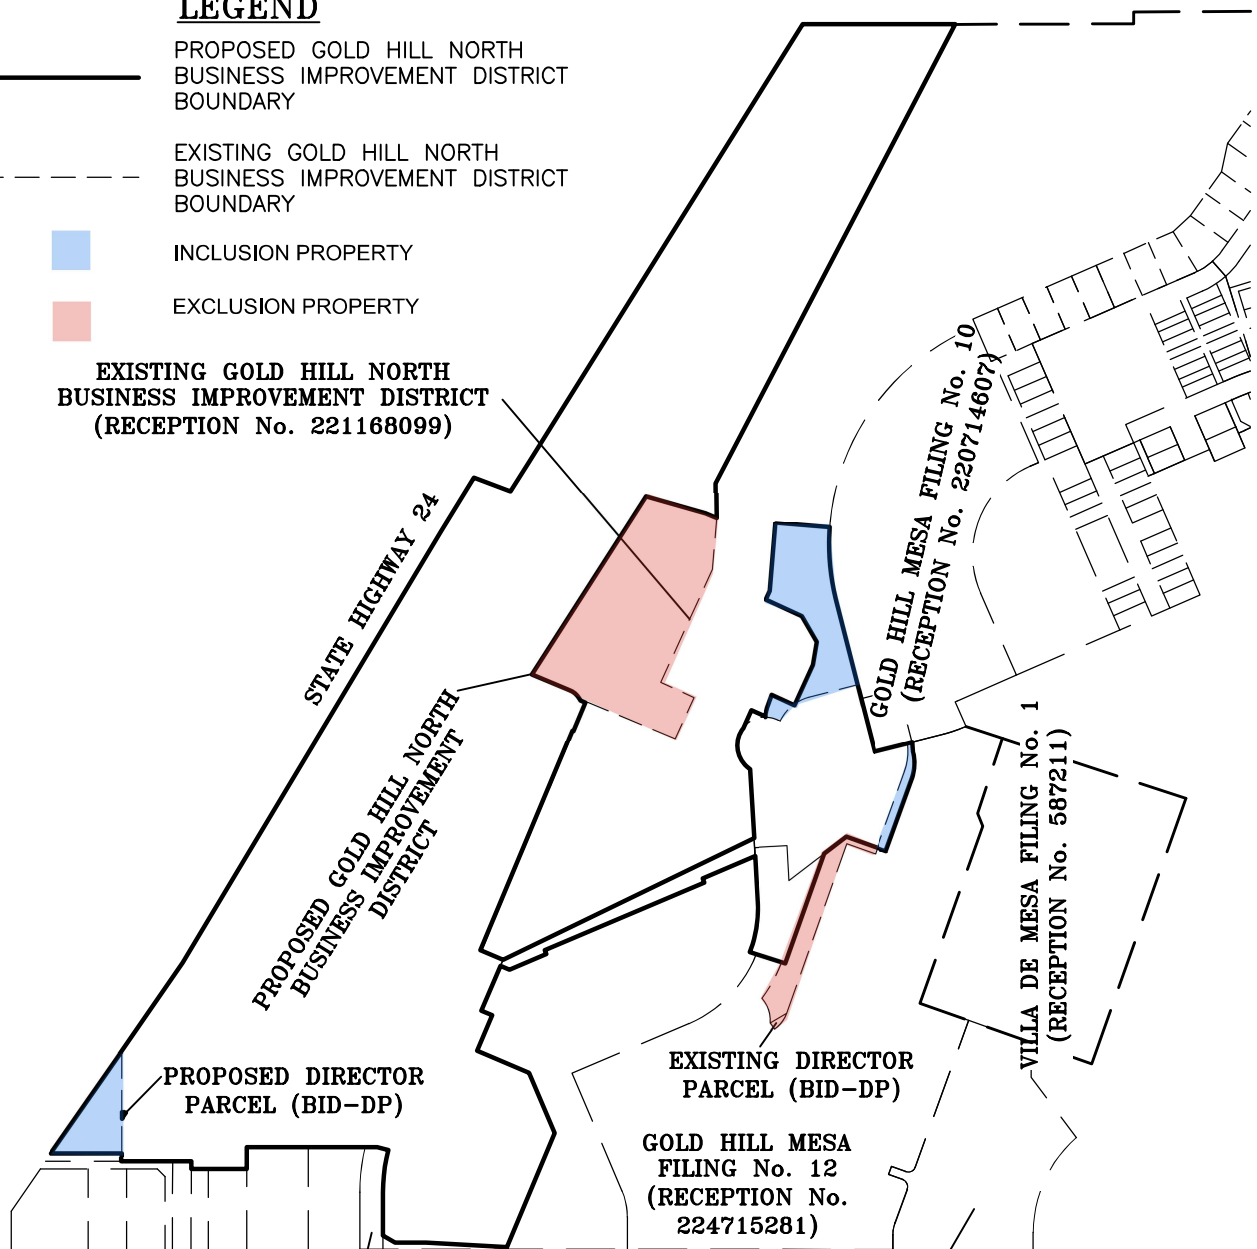 LEGEND
PROPOSED GOLD HILL NORTH
BUSINESS IMPROVEMENT DISTRICT
BOUNDARY
EXISTING GOLD HILL NORTH
BUSINESS IMPROVEMENT DISTRICT
BOUNDARY
INCLUSION PROPERTY
EXCLUSION PROPERTY
EXISTING GOLD HILL NORTH
BUSINESS IMPROVEMENT DISTRICT
(RECEPTION No. 221168099)
STATE HIGHWAY 24
GOLD HILL MESA FILING No. 10
(RECEPTION No. 220714607)
PROPOSED GOLD HILL NORTH
BUSINESS IMPROVEMENT
DISTRICT
VILLA DE MESA FILING No. 1
(RECEPTION No. 587211)
PROPOSED DIRECTOR
PARCEL (BID-DP)
EXISTING DIRECTOR
PARCEL (BID-DP)
GOLD HILL MESA
FILING No. 12
(RECEPTION No.
224715281)